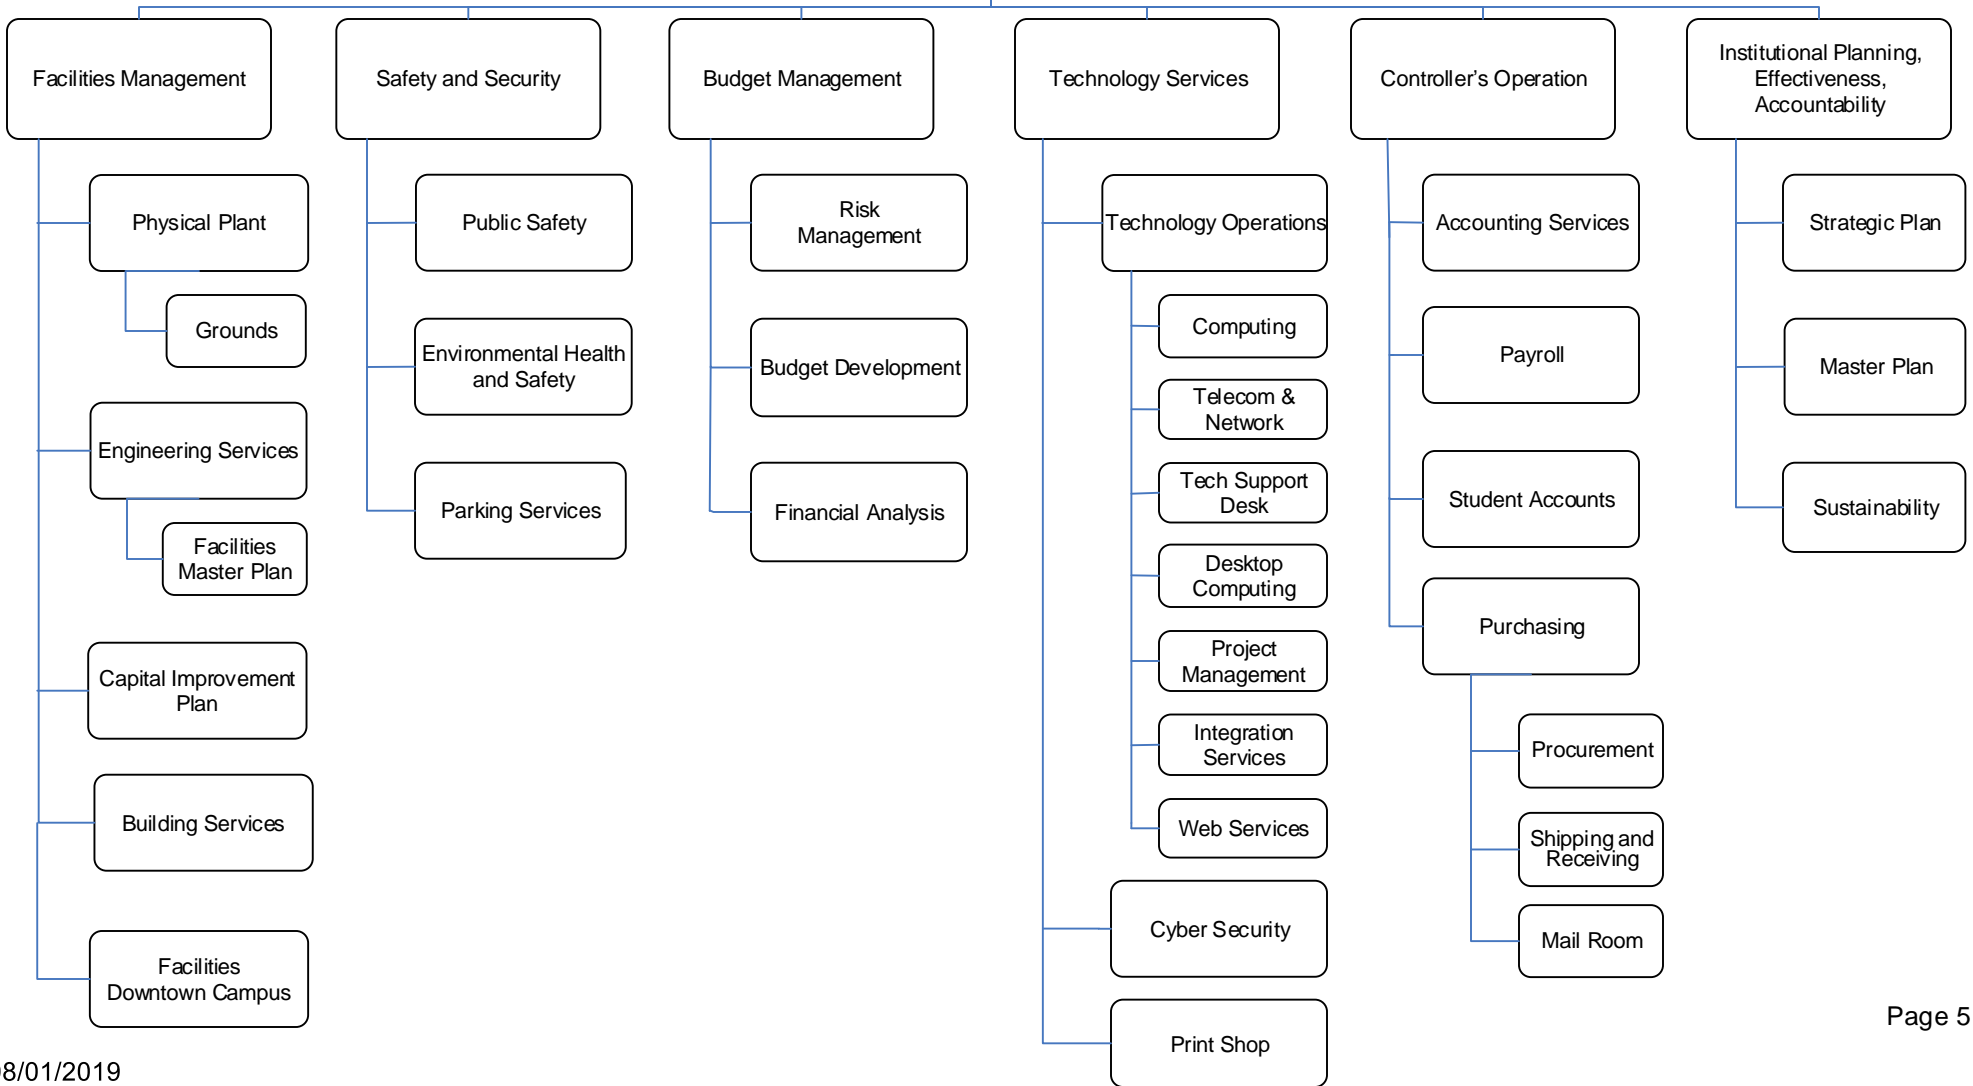 Facilities Management
Safety and Security
Budget Management
Technology Services
Controller's Operation
Institutional Planning,
Effectiveness,
Accountability
Physical Plant
Grounds
Engineering Services
Facilities
Master Plan
Capital Improvement
Plan
Building Services
Facilities
Downtown Campus
Public Safety
Environmental Health
and Safety
Parking Services
Risk
Management
Budget Development
Financial Analysis
Technology Operations
Computing
Telecom &
Network
Tech Support
Desk
Desktop
Computing
Project
Management
Integration
Services
Web Services
Cyber Security
Print Shop
Accounting Services
Payroll
Student Accounts
Purchasing
Procurement
Shipping and
Receiving
Mail Room
Strategic Plan
Master Plan
Sustainability
Page 5
8/01/2019